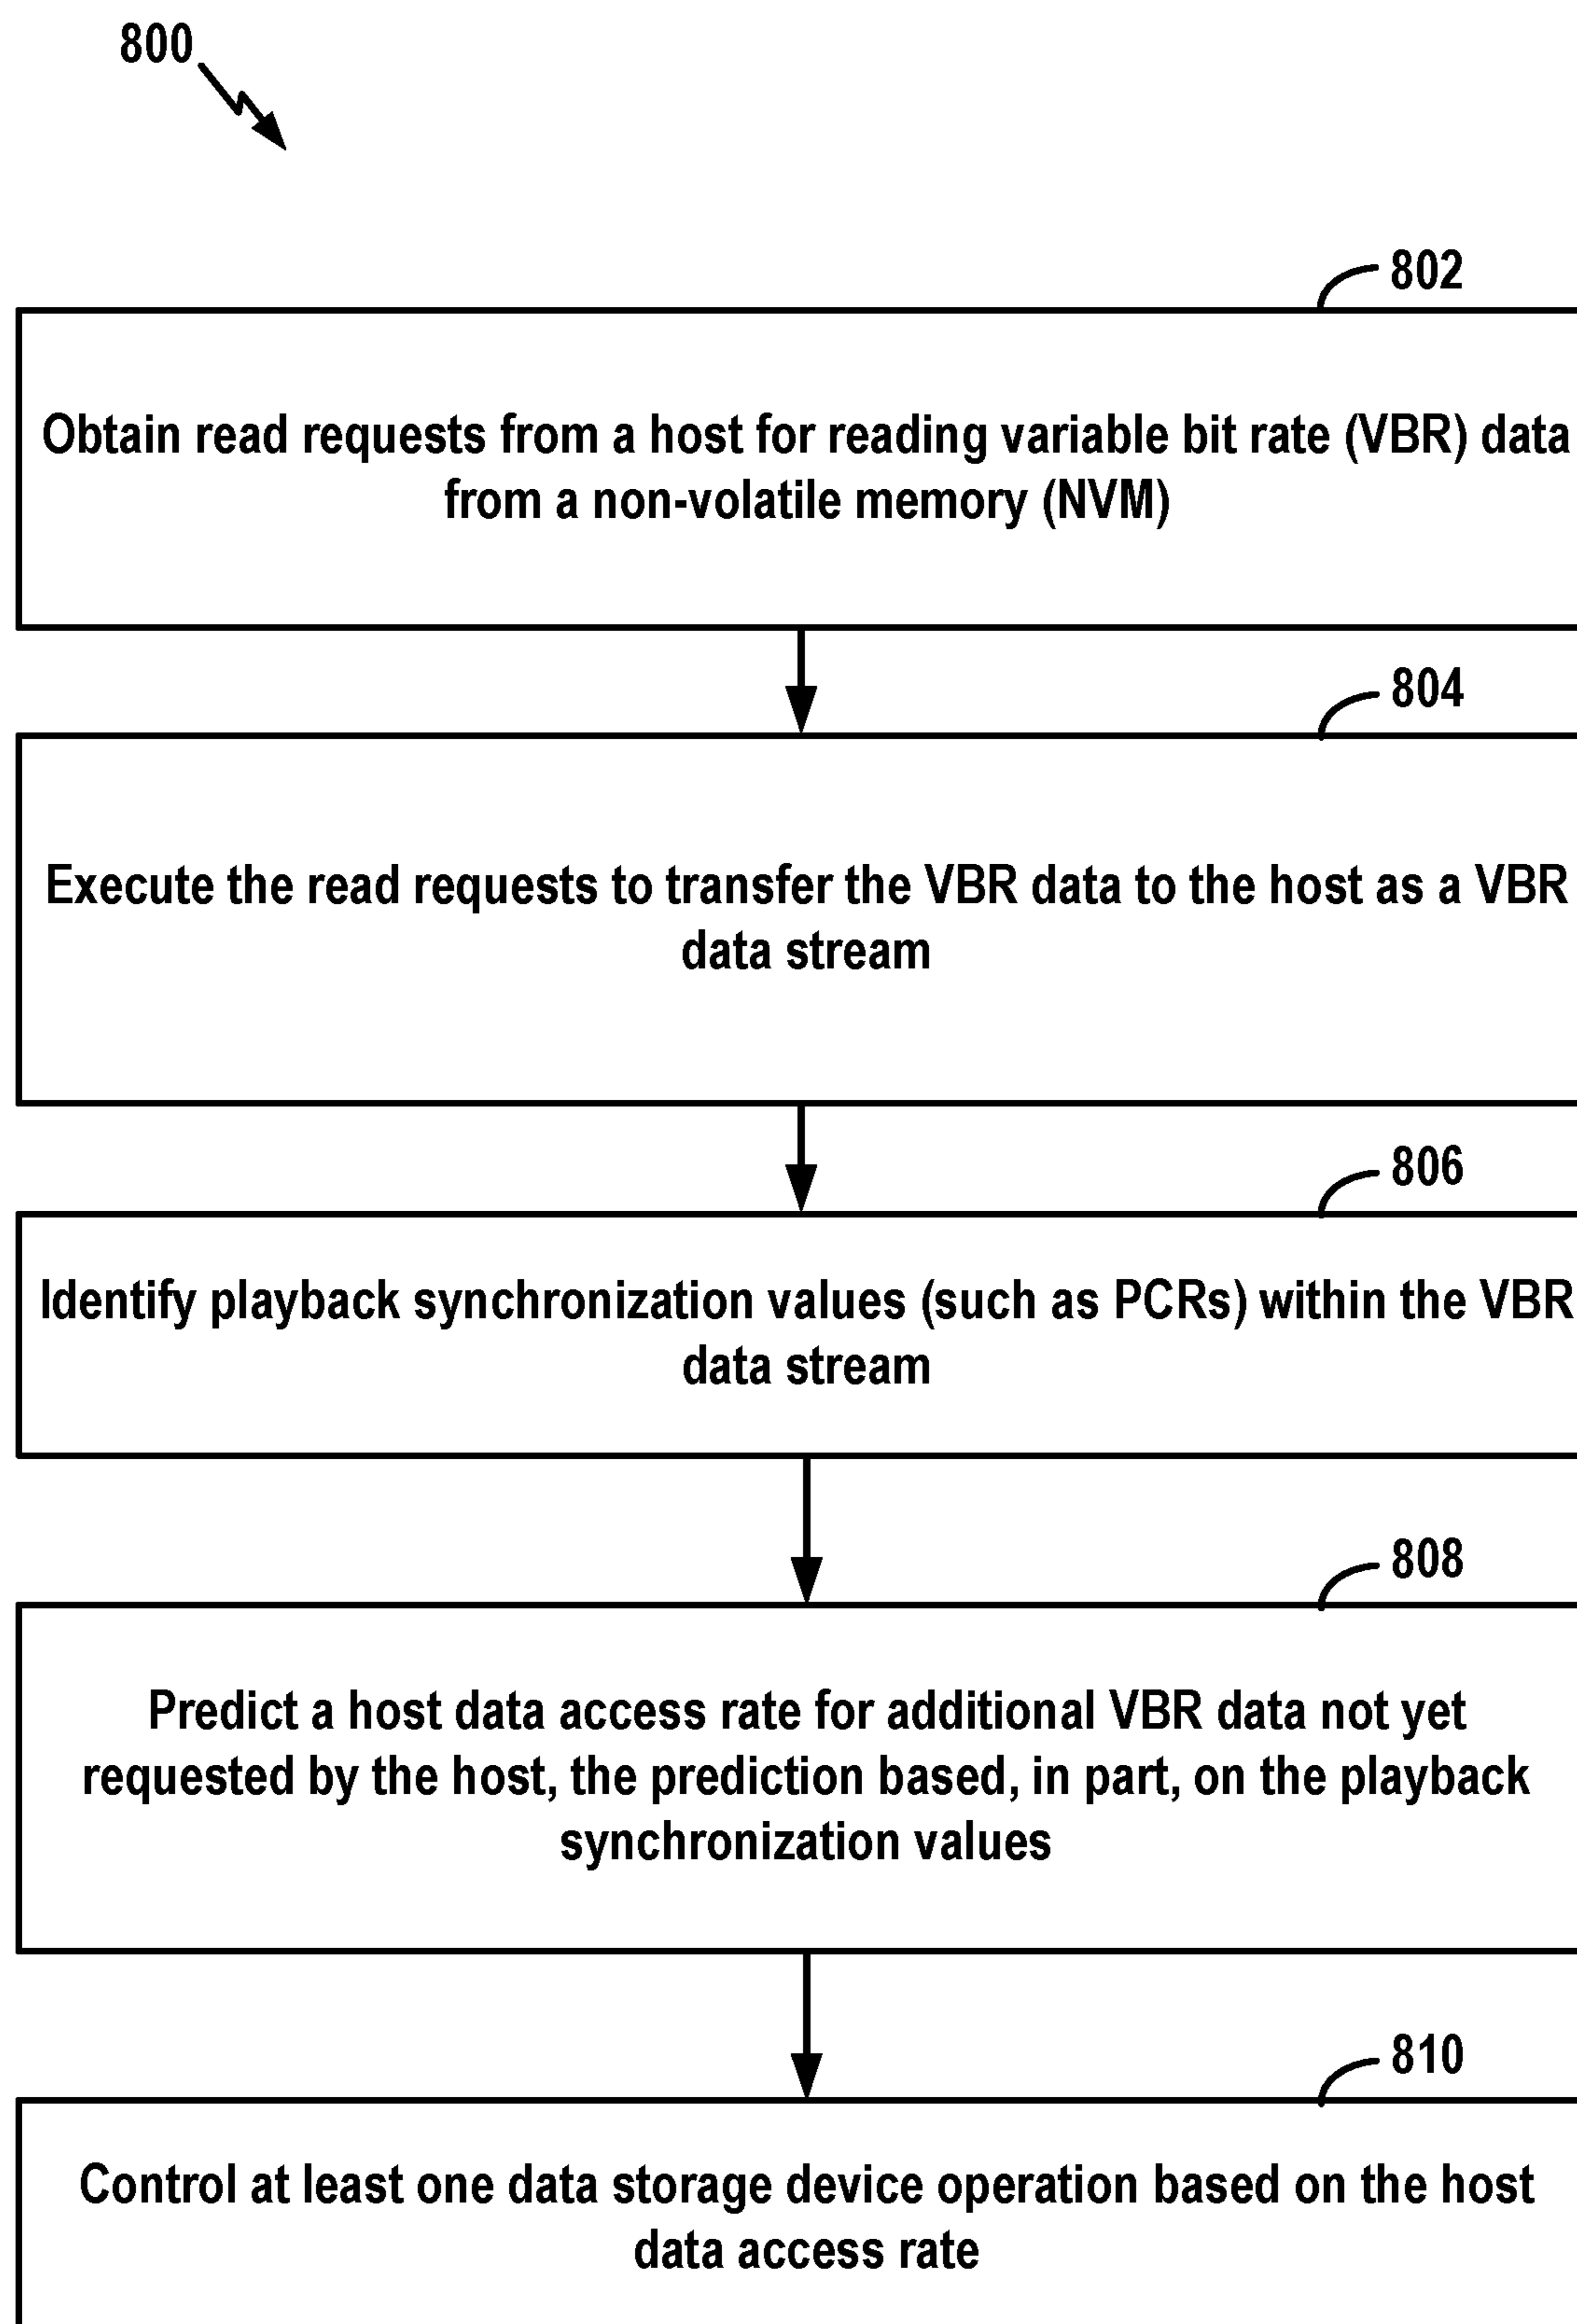 800
802
Obtain read requests from a host for reading variable bit rate (VBR) data
from a non-volatile memory (NVM)
804
Execute the read requests to transfer the VBR data to the host as a VBR
data stream
806
Identify playback synchronization values (such as PCRs) within the VBR
data stream
808
Predict a host data access rate for additional VBR data not yet
requested by the host, the prediction based, in part, on the playback
synchronization values
810
Control at least one data storage device operation based on the host
data access rate